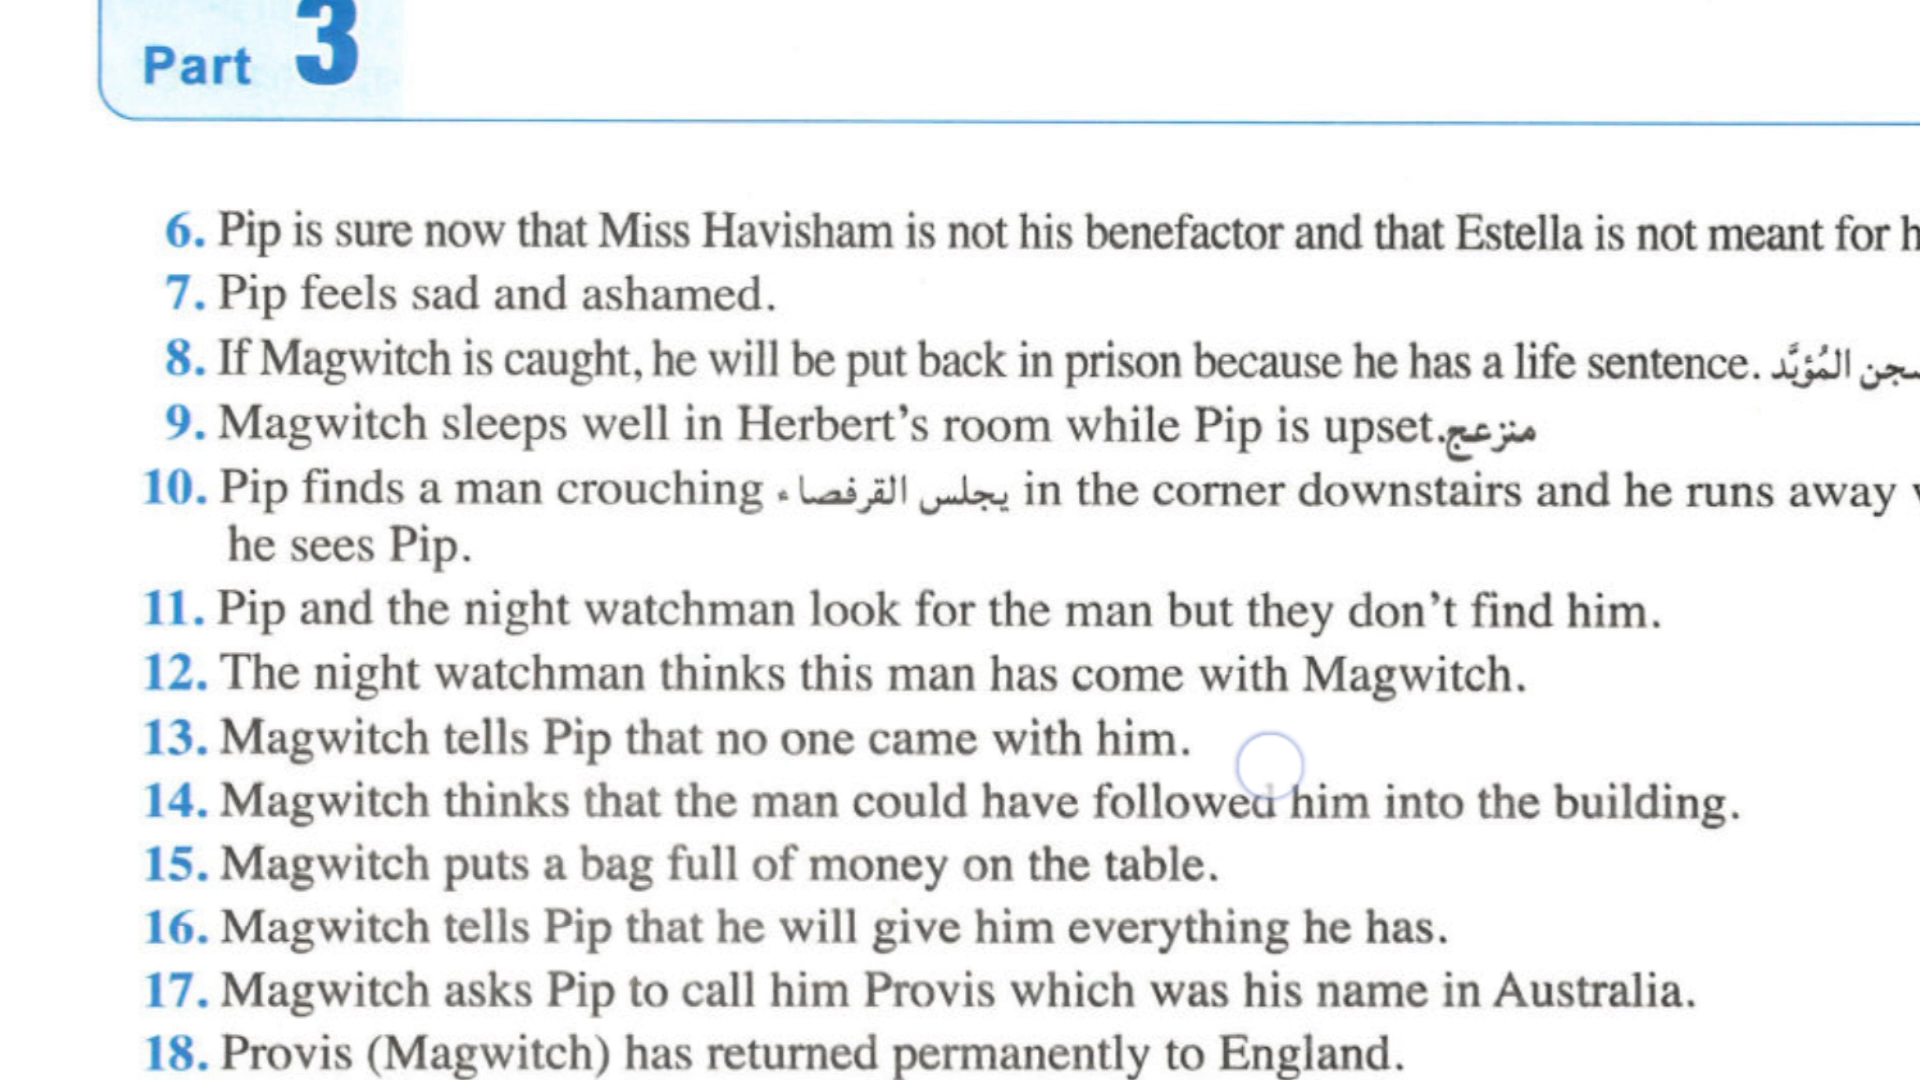 Part 3
6. Pip is sure now that Miss Havisham is not his benefactor and that Estella is not meant for
7. Pip feels sad and ashamed.
8. If Magwitch is caught, he will be put back in prison because he has a life sentence. السجن المُؤبَّد
9. Magwitch sleeps well in Herbert's room while Pip is upset. منزعج
10. Pip finds a man crouching يجلس القرفصاء in the corner downstairs and he runs away
he sees Pip.
11. Pip and the night watchman look for the man but they don't find him.
12. The night watchman thinks this man has come with Magwitch.
13. Magwitch tells Pip that no one came with him.
14. Magwitch thinks that the man could have followed him into the building.
15. Magwitch puts a bag full of money on the table.
16. Magwitch tells Pip that he will give him everything he has.
17. Magwitch asks Pip to call him Provis which was his name in Australia.
18. Provis (Magwitch) has returned permanently to England.